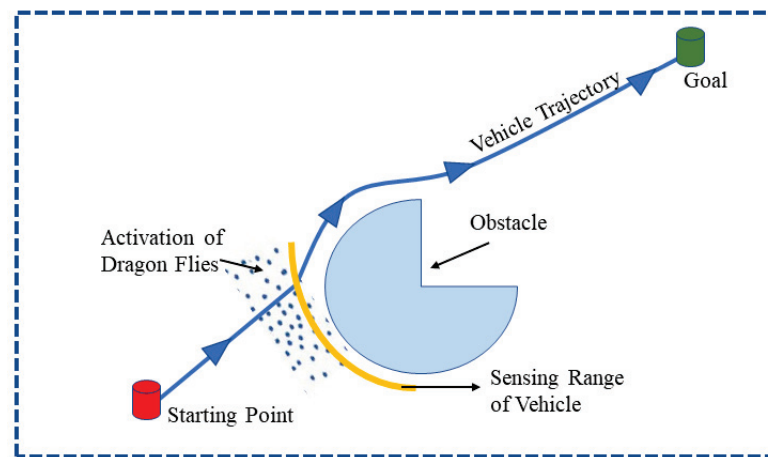 Goal
Vehicle Trajectory
Obstacle
Activation of
Dragon Flies
Sensing Range
of Vehicle
Starting Point